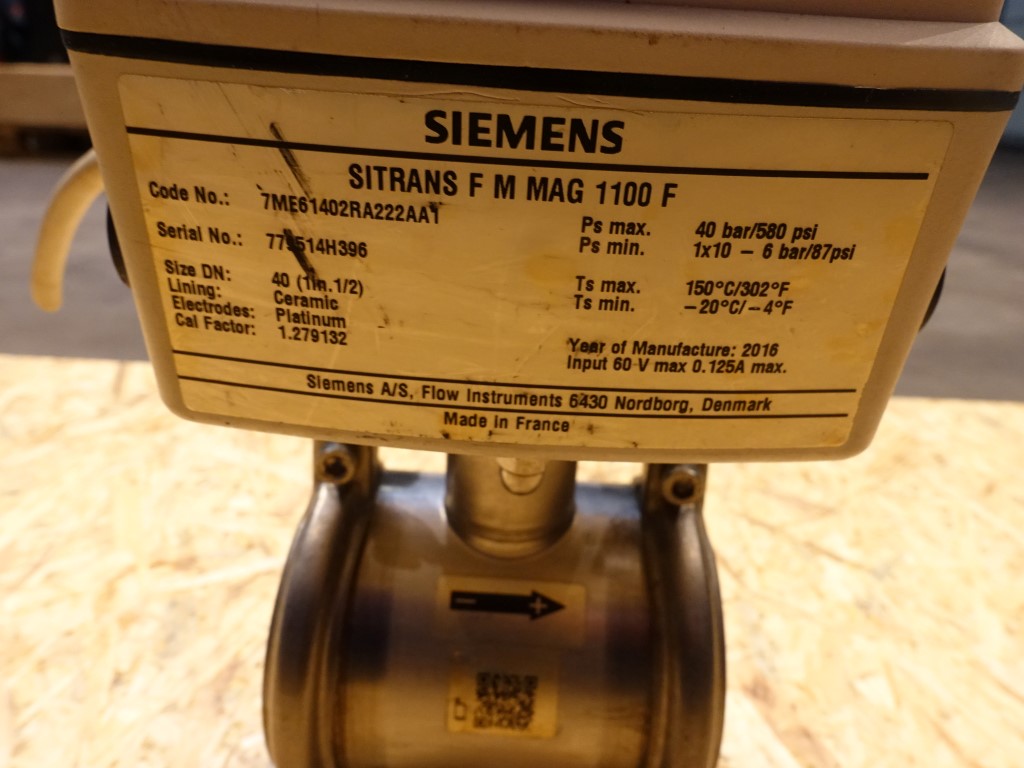 SIEMENS
SITRANS F M MAG 1100 F
Code No.: 7ME61402RA222AA1
Serial No.:
Size DN: 40 (1in.1/2)
Lining: Ceramic
Electrodes: Platinum
Cal Factor: 1.279132
Ps max. 40 bar/580 psi
Ps min. 1x10 – 6 bar/87psi
Ts max. 150°C/302°F
Ts min. –20°C/–4°F
Year of Manufacture: 2016
Input 60 V max 0.125A max.
Siemens A/S, Flow Instruments 6430 Nordborg, Denmark
Made in France
– +